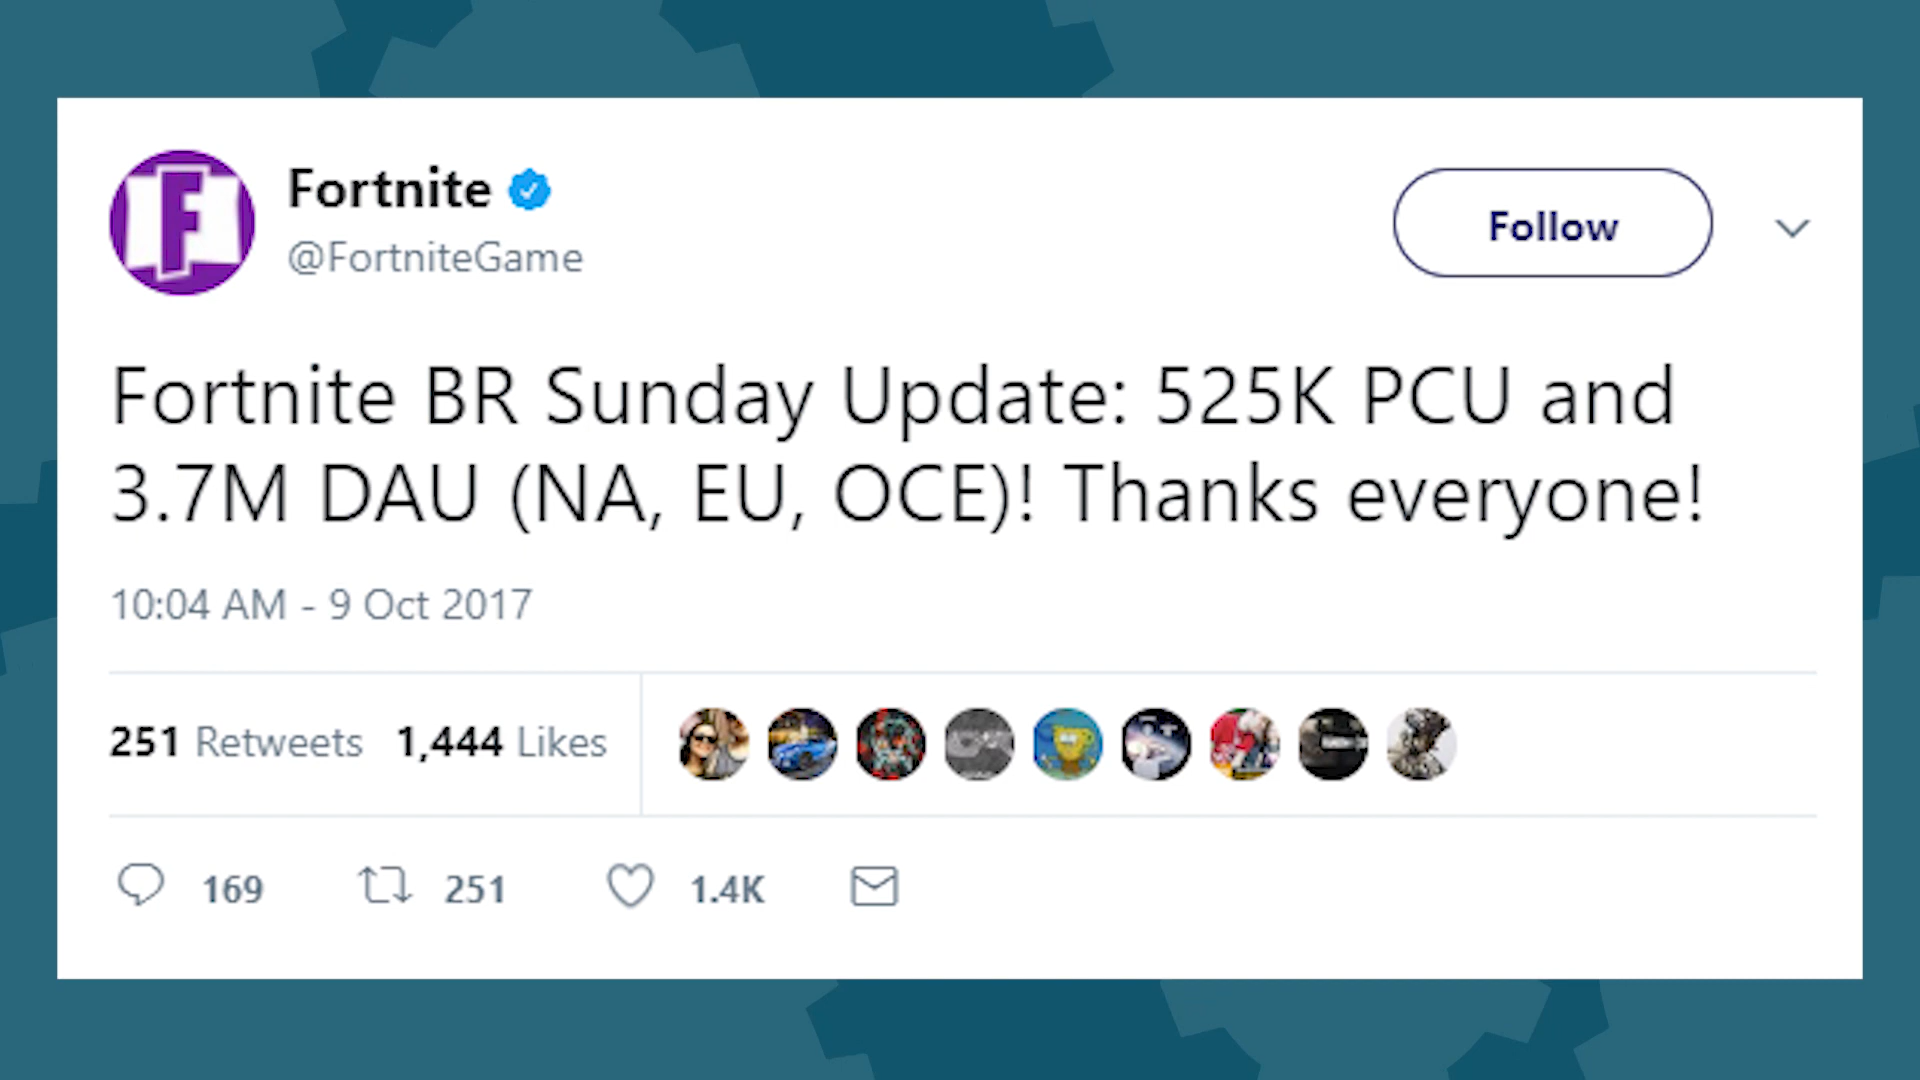 Fortnite
@FortniteGame
Follow
Fortnite BR Sunday Update: 525K PCU and
3.7M DAU (NA, EU, OCE)! Thanks everyone!
10:04 AM - 9 Oct 2017
251 Retweets 1,444 Likes
169 251 1.4K